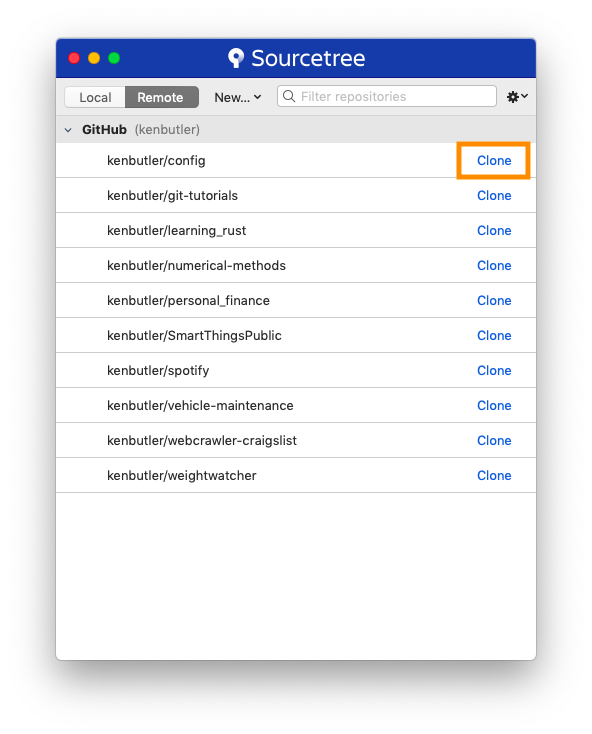 Sourcetree
Local Remote New... Filter repositories
GitHub (kenbutler)
kenbutler/config Clone
kenbutler/git-tutorials Clone
kenbutler/learning_rust Clone
kenbutler/numerical-methods Clone
kenbutler/personal_finance Clone
kenbutler/SmartThingsPublic Clone
kenbutler/spotify Clone
kenbutler/vehicle-maintenance Clone
kenbutler/webcrawler-craigslist Clone
kenbutler/weightwatcher Clone